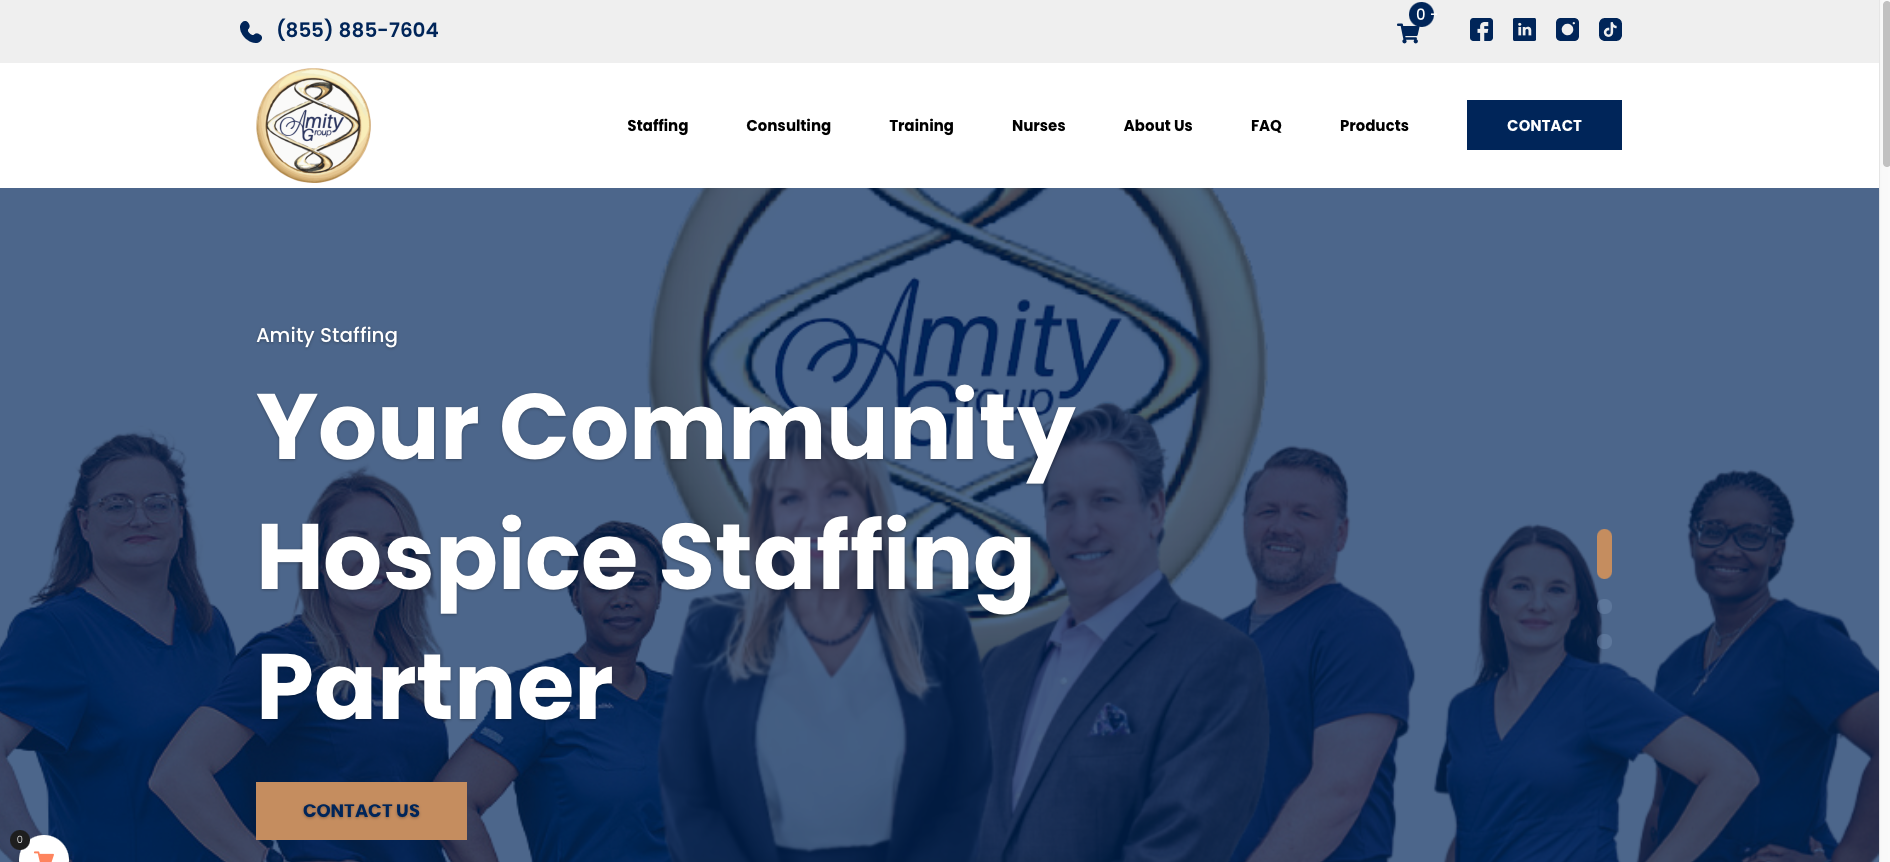 (855) 885-7604
0
Amity
Group
Staffing
Consulting
Training
Nurses
About Us
FAQ
Products
CONTACT
Amity
Group
Amity Staffing
Your Community
Hospice Staffing
Partner
CONTACT US
0